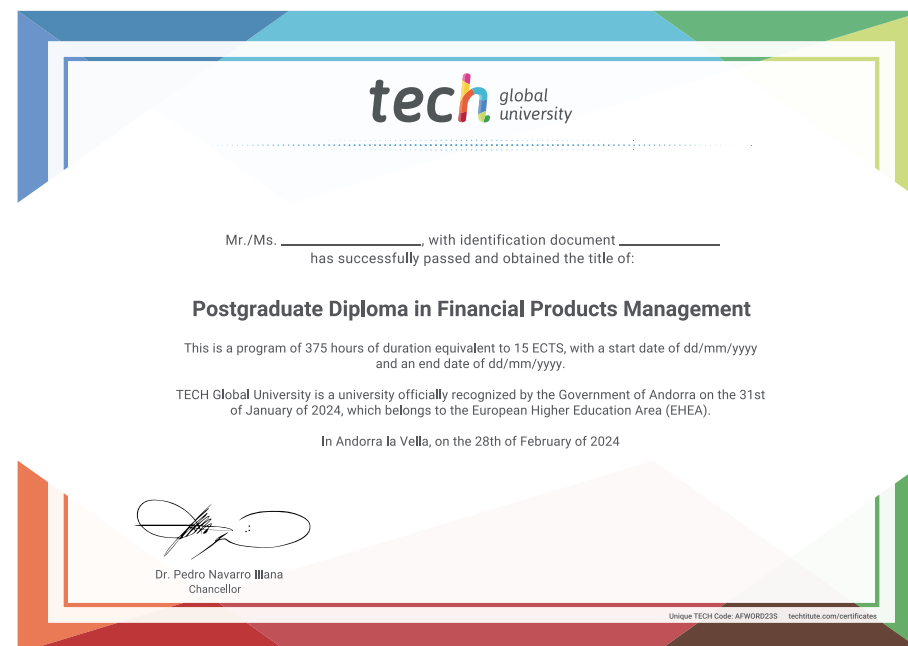 tech global university
Mr./Ms. ____________________, with identification document ______________
has successfully passed and obtained the title of:
Postgraduate Diploma in Financial Products Management
This is a program of 375 hours of duration equivalent to 15 ECTS, with a start date of dd/mm/yyyy
and an end date of dd/mm/yyyy.
TECH Global University is a university officially recognized by the Government of Andorra on the 31st
of January of 2024, which belongs to the European Higher Education Area (EHEA).
In Andorra la Vella, on the 28th of February of 2024
Dr. Pedro Navarro Illana
Chancellor
Unique TECH Code: AFWORD23S techtitute.com/certificates